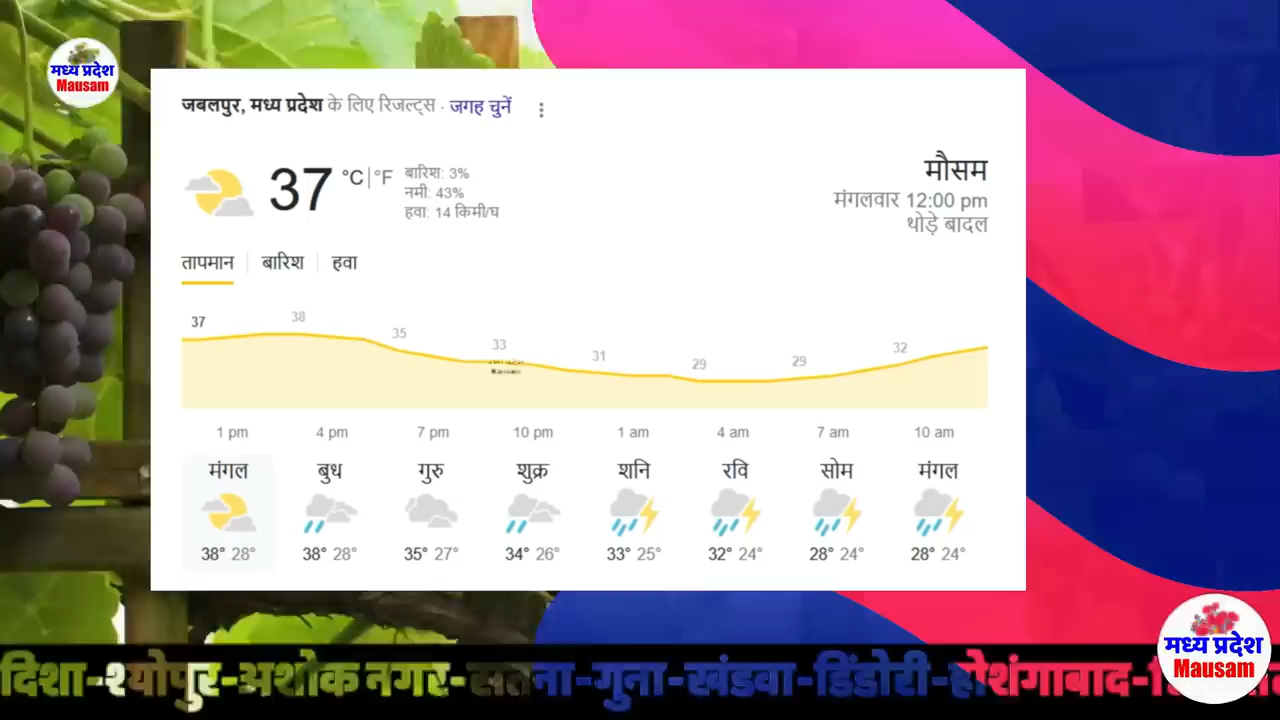 मध्य प्रदेश
Mausam
जबलपुर, मध्य प्रदेश के लिए रिजल्ट्स · जगह चुनें
37 °C | °F
बारिश: 3%
नमी: 43%
हवा: 14 किमी/घ
मौसम
मंगलवार 12:00 pm
थोड़े बादल
तापमान | बारिश | हवा
37 38 35 33 31 29 29 32
1 pm 4 pm 7 pm 10 pm 1 am 4 am 7 am 10 am
मंगल बुध गुरु शुक्र शनि रवि सोम मंगल
38° 28° 38° 28° 35° 27° 34° 26° 33° 25° 32° 24° 28° 24° 28° 24°
दिशा-श्योपुर-अशोक नगर-सतना-गुना-खंडवा-डिंडोरी-होशंगाबाद-
मध्य प्रदेश
Mausam